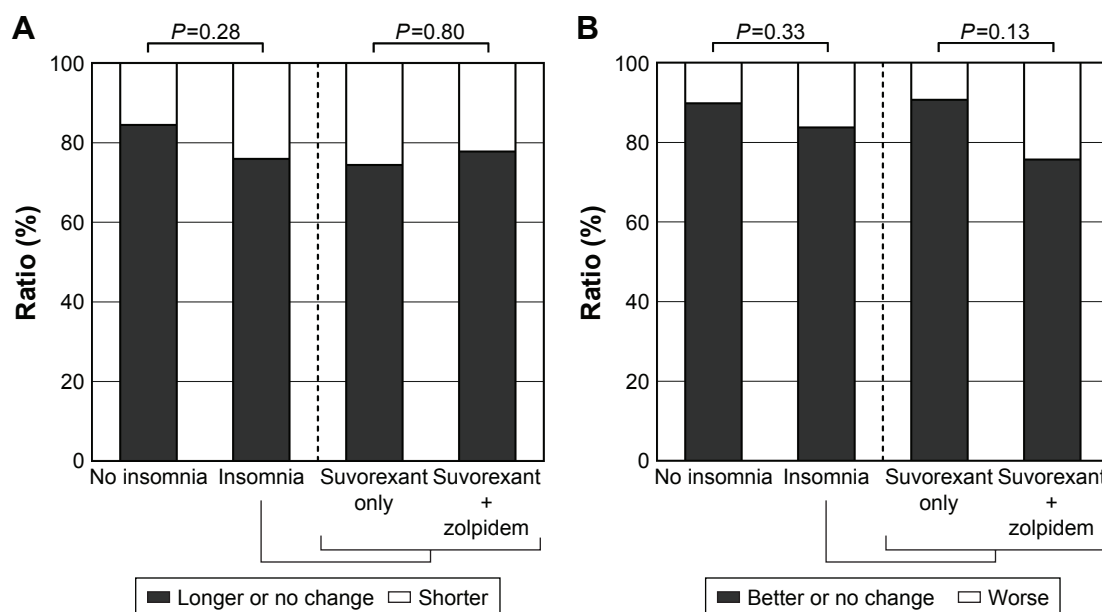 A
P=0.28
P=0.80
Ratio (%)
100
80
60
40
20
0
No insomnia
Insomnia
Suvorexant
only
Suvorexant
+
zolpidem
Longer or no change
Shorter
B
P=0.33
P=0.13
Ratio (%)
100
80
60
40
20
0
No insomnia
Insomnia
Suvorexant
only
Suvorexant
+
zolpidem
Better or no change
Worse